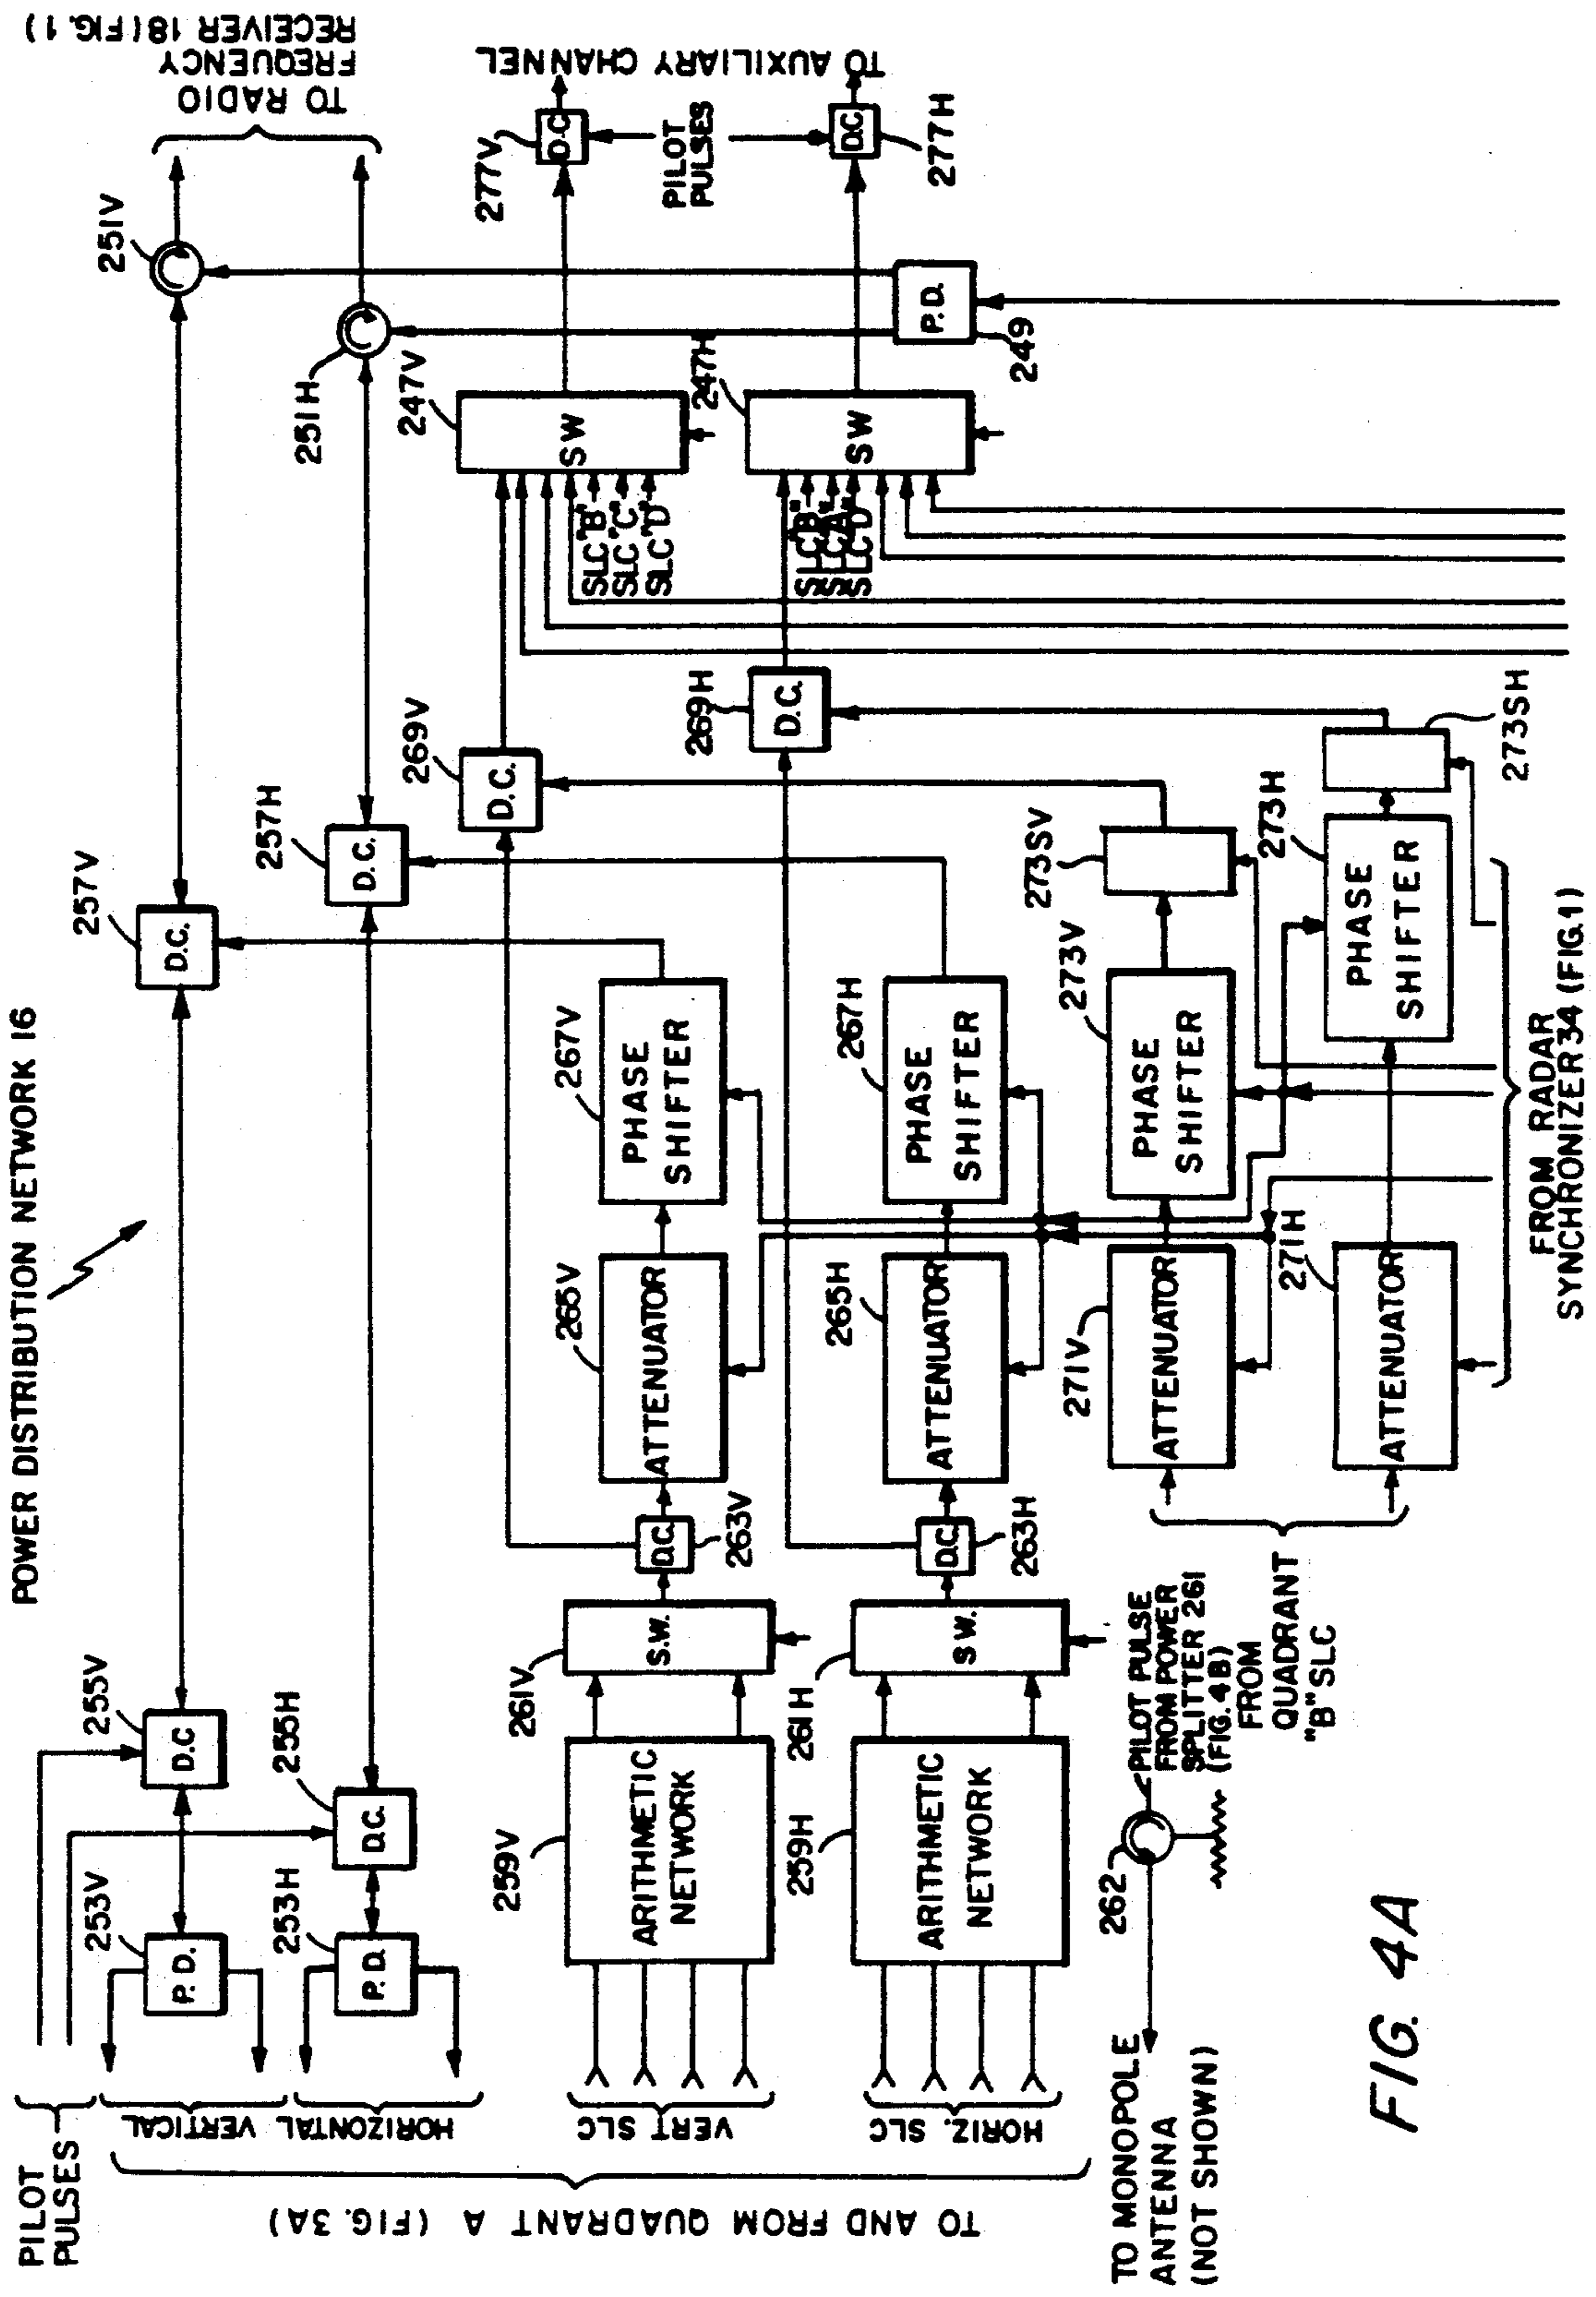 POWER DISTRIBUTION NETWORK 16
PILOT
PULSES
VERTICAL
HORIZONTAL
VERT SLC
HORIZ. SLC
TO AND FROM QUADRANT A (FIG. 3A)
253V
P. D.
253H
P. D.
255V
D.C
255H
D.C.
257V
D.C.
257H
D.C.
251V
251H
TO RADIO
FREQUENCY
RECEIVER 18 (FIG. 1)
259V
ARITHMETIC
NETWORK
261V
S.W.
263V
D.C.
265V
ATTENUATOR
267V
PHASE
SHIFTER
269V
D.C.
247V
SW
SLC "B"
SLC "C"
SLC "D"
277V
D.C
TO AUXILIARY CHANNEL
PILOT
PULSES
259H
ARITHMETIC
NETWORK
261H
SW.
263H
D.C.
265H
ATTENUATOR
267H
PHASE
SHIFTER
269H
D.C.
247H
SW
SLC "B"
SLC "A"
SLC "D"
277H
D.C.
P.D.
249
271V
ATTENUATOR
273V
PHASE
SHIFTER
273SV
271H
ATTENUATOR
273H
PHASE
SHIFTER
273SH
262
PILOT PULSE
FROM POWER
SPLITTER 261
(FIG. 4B)
FROM
QUADRANT
"B" SLC
TO MONOPOLE
ANTENNA
(NOT SHOWN)
FROM RADAR
SYNCHRONIZER 34 (FIG.1)
FIG. 4A